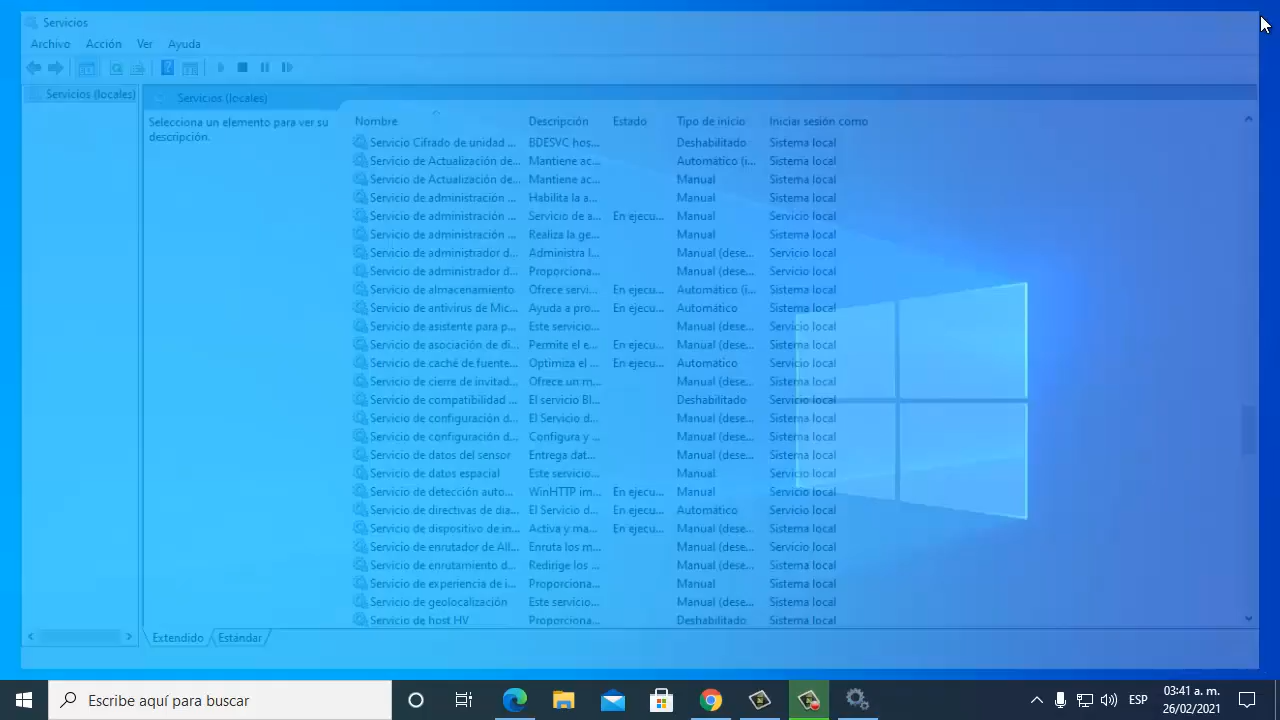 Servicios
Archivo Acción Ver Ayuda
Servicios (locales)
Servicios (locales)
Selecciona un elemento para ver su
descripción.
Nombre Descripción Estado Tipo de inicio Iniciar sesión como
Servicio Cifrado de unidad ... BDESVC hos... Deshabilitado Sistema local
Servicio de Actualización de... Mantiene ac... Automático (i... Sistema local
Servicio de Actualización de... Mantiene ac... Manual Sistema local
Servicio de administración ... Habilita la a... Manual Sistema local
Servicio de administración ... Servicio de a... En ejecu... Manual Servicio local
Servicio de administración ... Realiza la ge... Manual Sistema local
Servicio de administrador d... Administra l... Manual (dese... Servicio local
Servicio de administrador d... Proporciona... Manual (dese... Servicio local
Servicio de almacenamiento Ofrece servi... En ejecu... Automático (i... Sistema local
Servicio de antivirus de Mic... Ayuda a pro... En ejecu... Automático Sistema local
Servicio de asistente para p... Este servicio... Manual (dese... Servicio local
Servicio de asociación de di... Permite el e... En ejecu... Manual (dese... Sistema local
Servicio de caché de fuente... Optimiza el ... En ejecu... Automático Servicio local
Servicio de cierre de invitad... Ofrece un m... Manual (dese... Sistema local
Servicio de compatibilidad ... El servicio Bl... Deshabilitado Servicio local
Servicio de configuración d... El Servicio d... Manual (dese... Sistema local
Servicio de configuración d... Configura y ... Manual (dese... Sistema local
Servicio de datos del sensor Entrega dat... Manual (dese... Sistema local
Servicio de datos espacial Este servicio... Manual Servicio local
Servicio de detección auto... WinHTTP im... En ejecu... Manual Servicio local
Servicio de directivas de dia... El Servicio d... En ejecu... Automático Servicio local
Servicio de dispositivo de in... Activa y ma... En ejecu... Manual (dese... Sistema local
Servicio de enrutador de All... Enruta los m... Manual (dese... Servicio local
Servicio de enrutamiento d... Redirige los ... Manual (dese... Sistema local
Servicio de experiencia de i... Proporciona... Manual Sistema local
Servicio de geolocalización Este servicio... Manual (dese... Sistema local
Servicio de host HV Proporciona... Deshabilitado Sistema local
Extendido Estándar
Escribe aquí para buscar
ESP
03:41 a. m.
26/02/2021